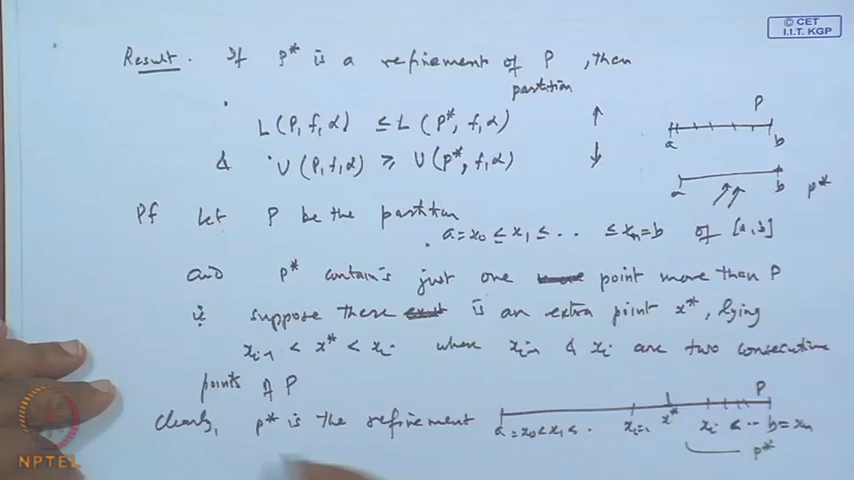 © CET
I.I.T. KGP
Result. If P* is a refinement of P, then
partition
L(P, f, α) ≤ L(P*, f, α) ↑
& U(P, f, α) ≥ U(P*, f, α) ↓
P
a b
a b P*
Pf Let P be the partition
a = x₀ ≤ x₁ ≤ .. ≤ xₙ = b of [a, b]
and P* contains just one point more than P
ie suppose there is an extra point x*, lying
xᵢ₋₁ < x* < xᵢ where xᵢ₋₁ & xᵢ are two consecutive
points of P
P
Clearly, P* is the refinement
a = x₀ < x₁ ≤ . xᵢ₋₁ x* xᵢ ≤ .. b = xₙ
P*
NPTEL